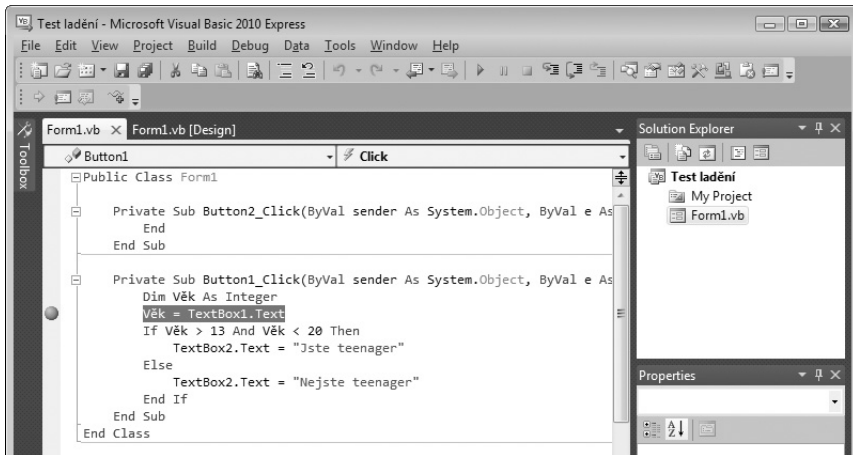 Test ladění - Microsoft Visual Basic 2010 Express
File Edit View Project Build Debug Data Tools Window Help
Toolbox
Form1.vb Form1.vb [Design]
Button1 Click
Public Class Form1
Private Sub Button2_Click(ByVal sender As System.Object, ByVal e As
End
End Sub
Private Sub Button1_Click(ByVal sender As System.Object, ByVal e As
Dim Věk As Integer
Věk = TextBox1.Text
If Věk > 13 And Věk < 20 Then
TextBox2.Text = "Jste teenager"
Else
TextBox2.Text = "Nejste teenager"
End If
End Sub
End Class
Solution Explorer
Test ladění
My Project
Form1.vb
Properties